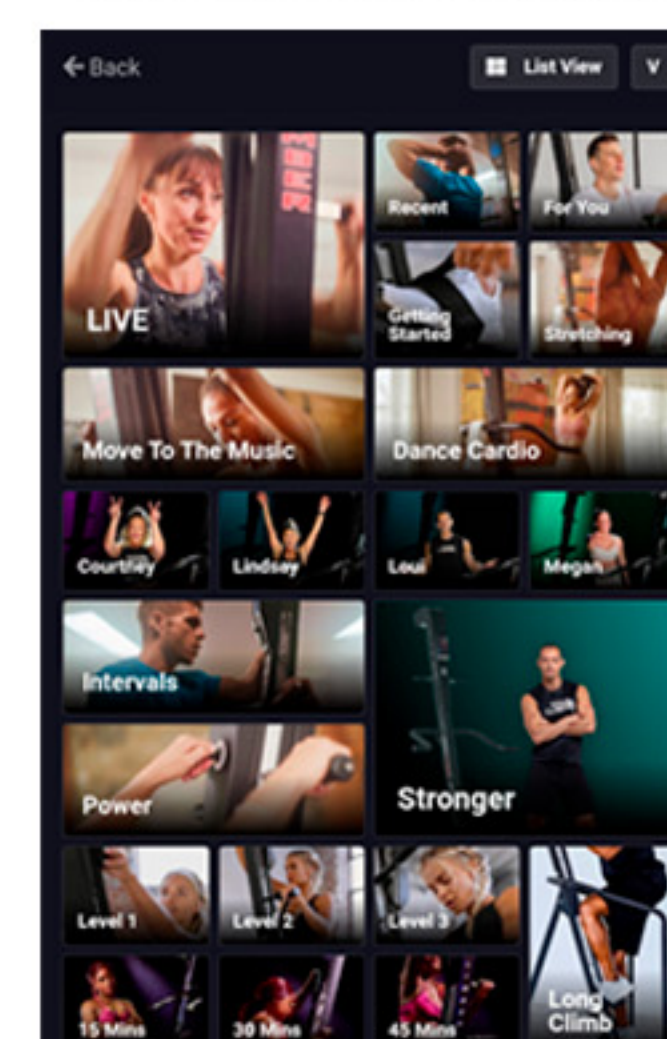 Back
List View
V
LIVE
Recent
For You
Getting
Started
Stretching
Move To The Music
Dance Cardio
Courtney
Lindsay
Loui
Megan
Intervals
Power
Stronger
Level 1
Level 2
Level 3
Long
Climb
15 Mins
30 Mins
45 Mins